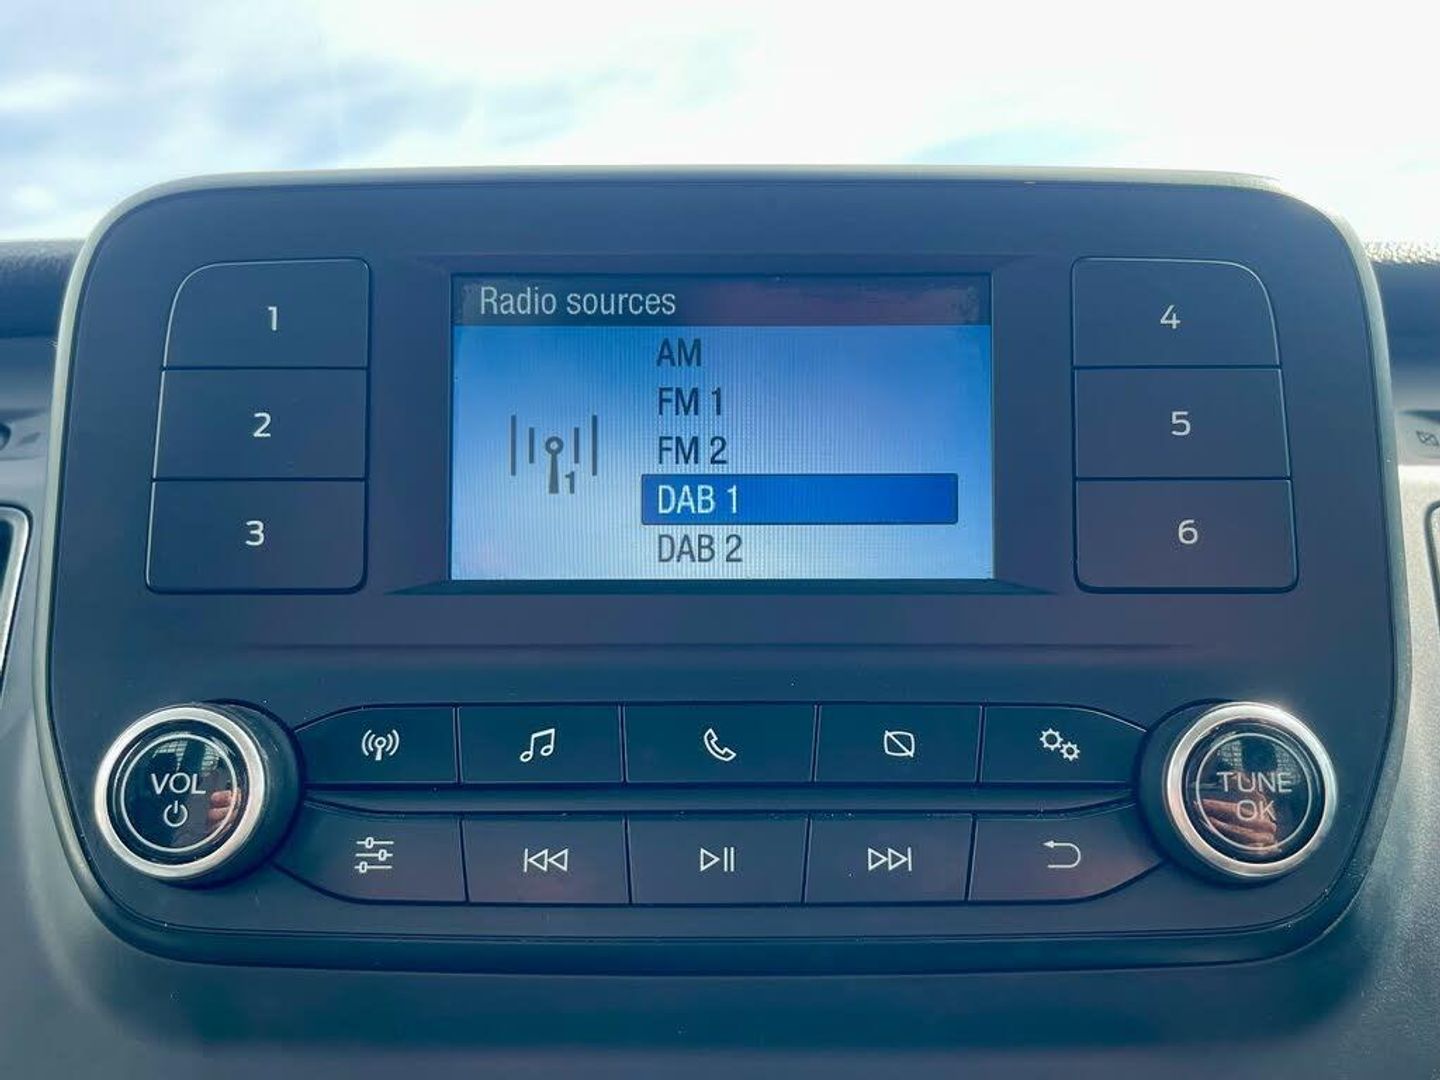 Radio sources
AM
FM 1
FM 2
DAB 1
DAB 2
1
1
2
3
4
5
6
VOL
TUNE
OK